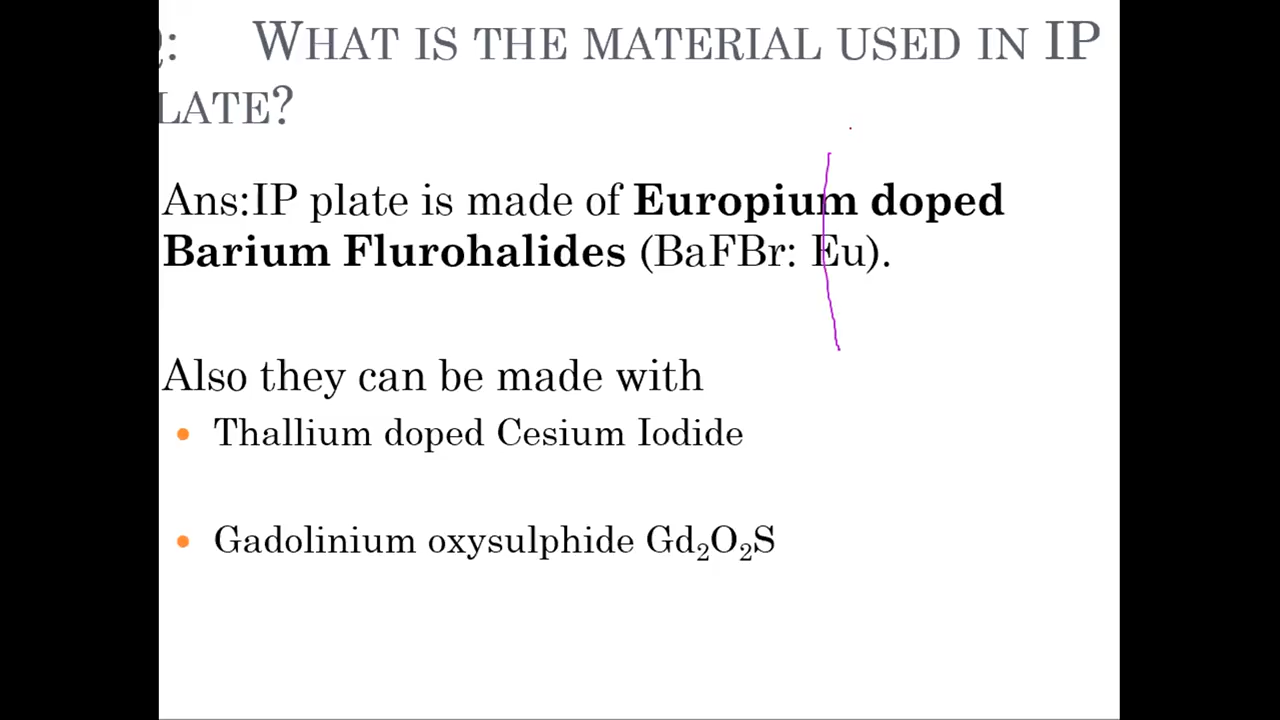 : WHAT IS THE MATERIAL USED IN IP
LATE?
Ans:IP plate is made of Europium doped
Barium Flurohalides (BaFBr: Eu).
Also they can be made with
• Thallium doped Cesium Iodide
• Gadolinium oxysulphide Gd₂O₂S